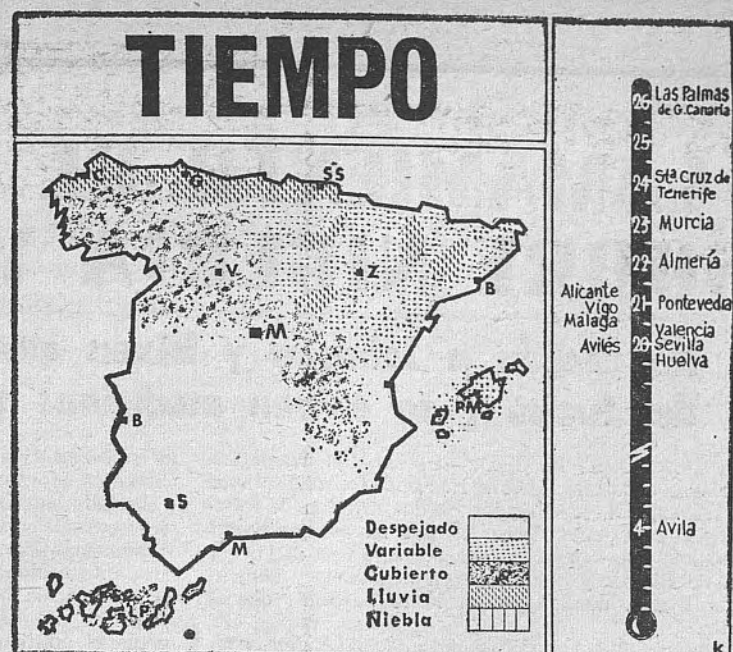 TIEMPO
C
G
SS
V
Z
B
M
PM
B
S
M
LP
Despejado
Variable
Cubierto
Lluvia
Niebla
26 Las Palmas
de G. Canaria
25
24 Sta Cruz de
Tenerife
23 Murcia
22 Almería
Alicante
Vigo
Málaga
21 Pontevedra
Avilés
20 Valencia
Sevilla
Huelva
4 Avila
k